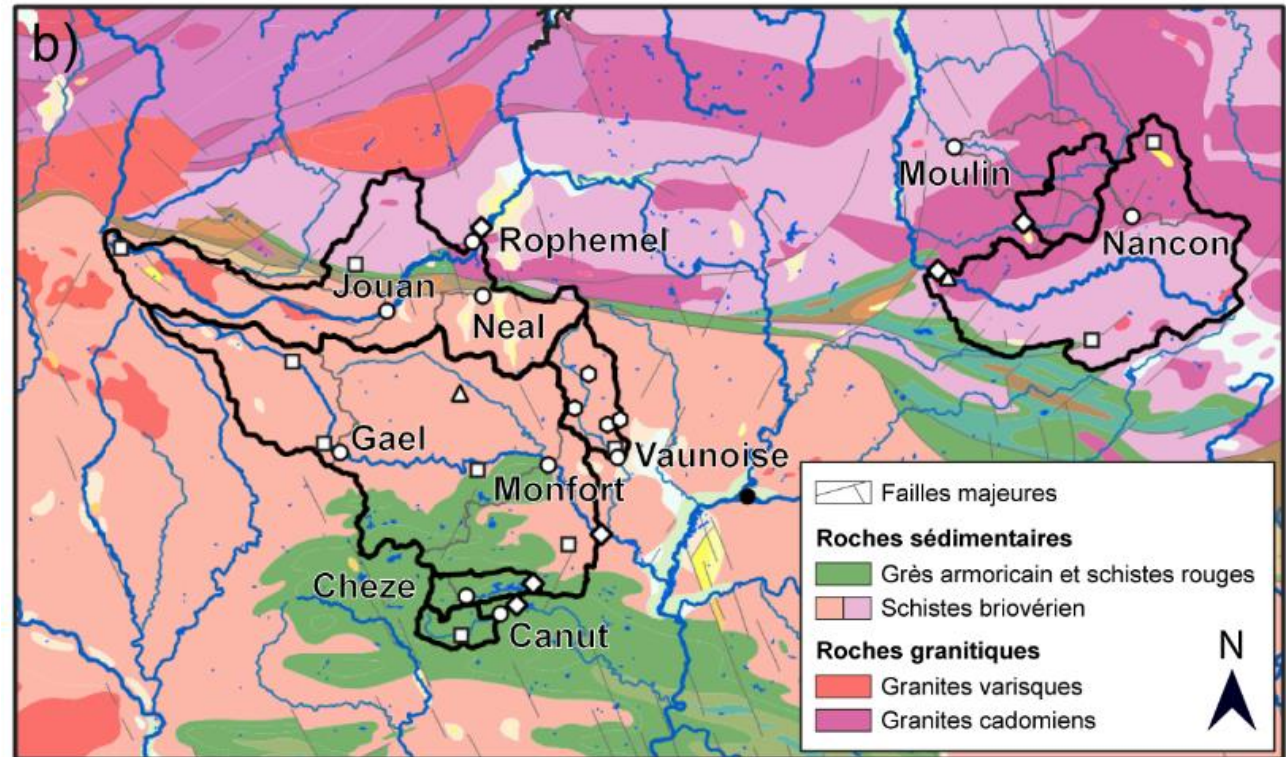 b)
Moulin
Nancon
Rophemel
Jouan
Neal
Gael
Vaunoise
Monfort
Cheze
Canut
Failles majeures
Roches sédimentaires
Grès armoricain et schistes rouges
Schistes briovérien
Roches granitiques
Granites varisques
Granites cadomiens
N